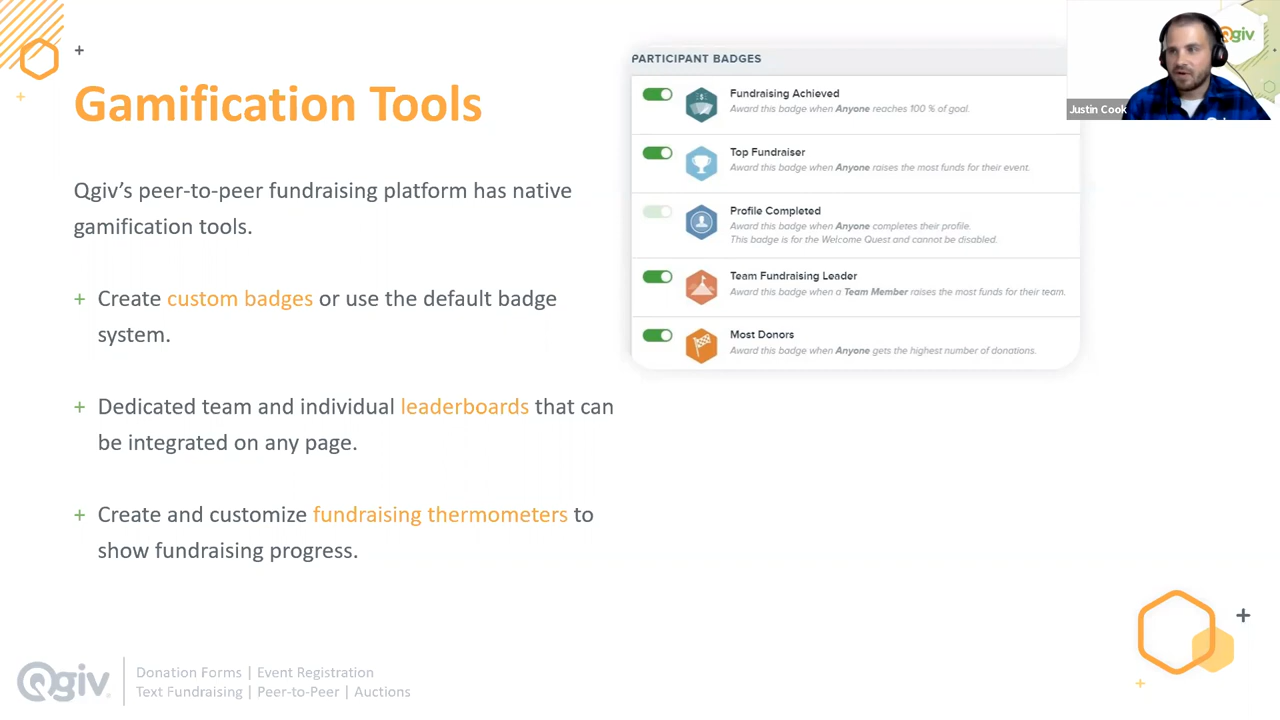 Gamification Tools
Qgiv’s peer-to-peer fundraising platform has native
gamification tools.
+ Create custom badges or use the default badge
system.
+ Dedicated team and individual leaderboards that can
be integrated on any page.
+ Create and customize fundraising thermometers to
show fundraising progress.
PARTICIPANT BADGES
Fundraising Achieved
Award this badge when Anyone reaches 100 % of goal.
Top Fundraiser
Award this badge when Anyone raises the most funds for their event.
Profile Completed
Award this badge when Anyone completes their profile.
This badge is for the Welcome Quest and cannot be disabled.
Team Fundraising Leader
Award this badge when a Team Member raises the most funds for their team.
Most Donors
Award this badge when Anyone gets the highest number of donations.
Qgiv
Justin Cook
Qgiv
Donation Forms | Event Registration
Text Fundraising | Peer-to-Peer | Auctions